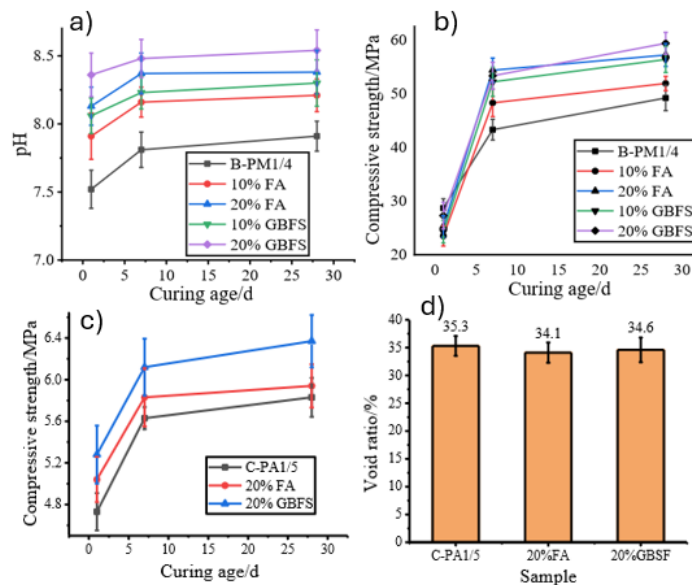 a)
8.5
8.0
7.5
7.0
pH
B-PM1/4
10% FA
20% FA
10% GBFS
20% GBFS
0 5 10 15 20 25 30
Curing age/d
b)
60
50
40
30
20
Compressive strength/MPa
B-PM1/4
10% FA
20% FA
10% GBFS
20% GBFS
0 5 10 15 20 25 30
Curing age/d
c)
6.4
6.0
5.6
5.2
4.8
Compressive strength/MPa
C-PA1/5
20% FA
20% GBFS
0 5 10 15 20 25 30
Curing age/d
d)
40
35
30
25
20
15
10
5
0
Void ratio/%
35.3 34.1 34.6
C-PA1/5 20%FA 20%GBSF
Sample